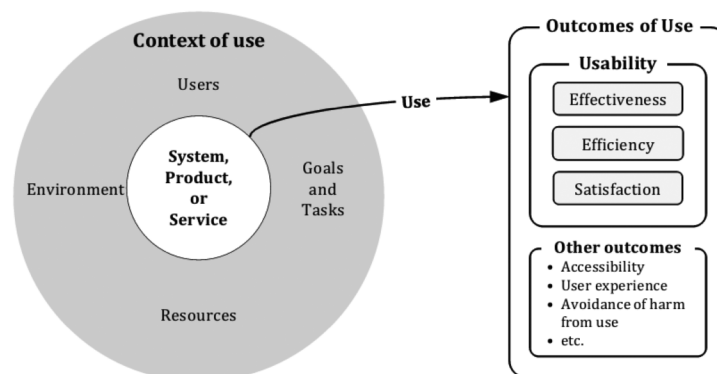 Context of use
Users
System,
Product,
or
Service
Environment
Goals
and
Tasks
Resources
Use
Outcomes of Use
Usability
Effectiveness
Efficiency
Satisfaction
Other outcomes
• Accessibility
• User experience
• Avoidance of harm
from use
• etc.